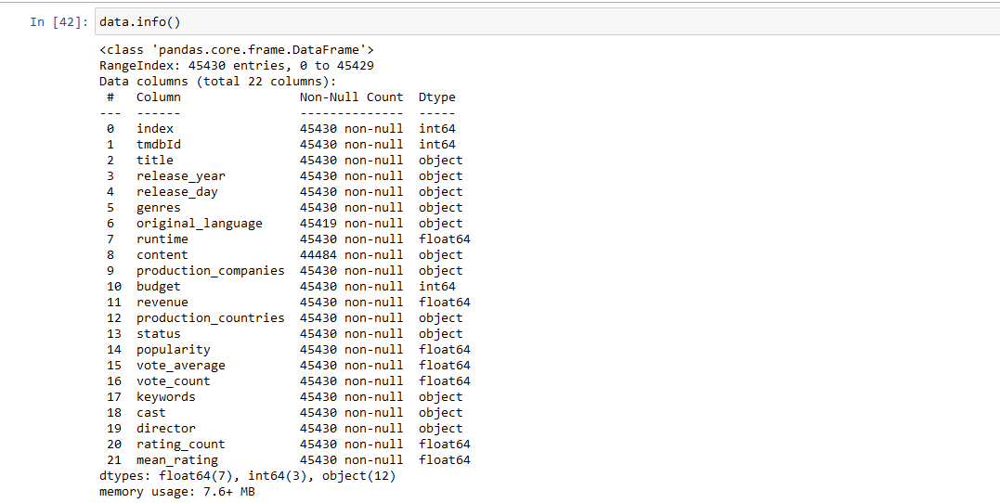 In [42]: data.info()
<class 'pandas.core.frame.DataFrame'>
RangeIndex: 45430 entries, 0 to 45429
Data columns (total 22 columns):
 #   Column                Non-Null Count  Dtype
---  ------                --------------  -----
 0   index                 45430 non-null  int64
 1   tmdbId                45430 non-null  int64
 2   title                 45430 non-null  object
 3   release_year          45430 non-null  object
 4   release_day           45430 non-null  object
 5   genres                45430 non-null  object
 6   original_language     45419 non-null  object
 7   runtime               45430 non-null  float64
 8   content               44484 non-null  object
 9   production_companies  45430 non-null  object
 10  budget                45430 non-null  int64
 11  revenue               45430 non-null  float64
 12  production_countries  45430 non-null  object
 13  status                45430 non-null  object
 14  popularity            45430 non-null  float64
 15  vote_average          45430 non-null  float64
 16  vote_count            45430 non-null  float64
 17  keywords              45430 non-null  object
 18  cast                  45430 non-null  object
 19  director              45430 non-null  object
 20  rating_count          45430 non-null  float64
 21  mean_rating           45430 non-null  float64
dtypes: float64(7), int64(3), object(12)
memory usage: 7.6+ MB